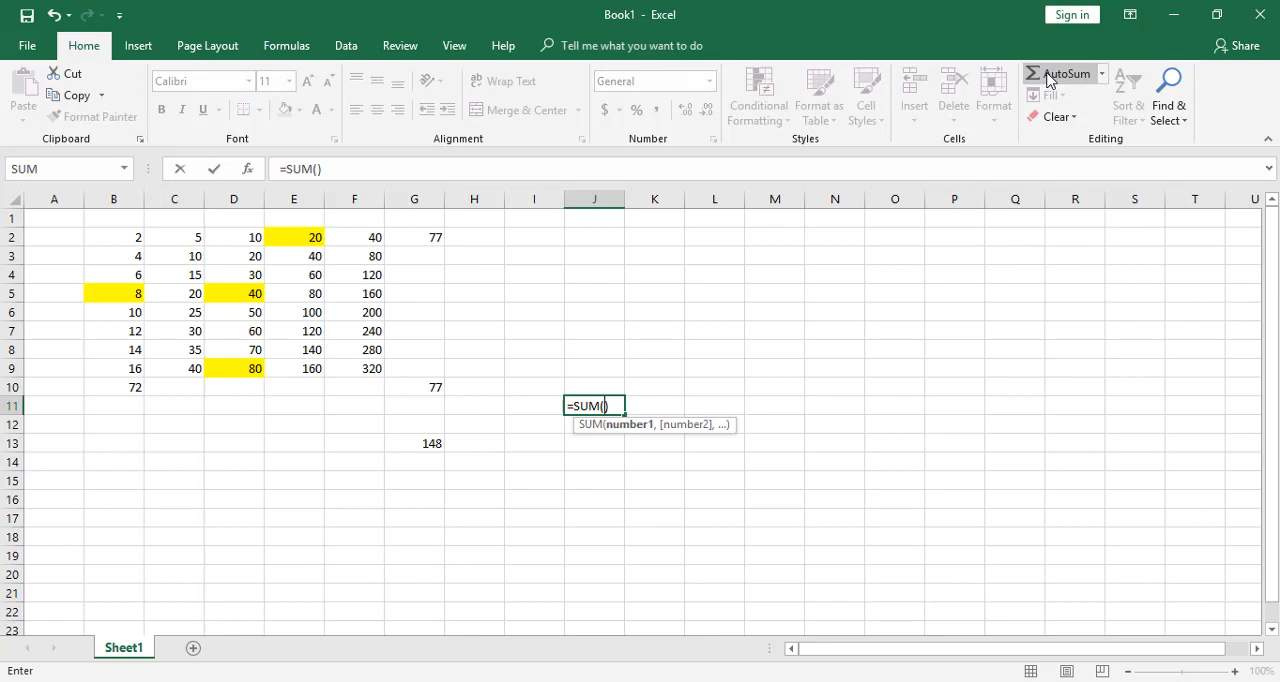 Book1 - Excel
Sign in
File Home Insert Page Layout Formulas Data Review View Help Tell me what you want to do Share
Paste Cut Copy Format Painter Clipboard
Calibri 11 B I U A A A Font
Wrap Text Merge & Center Alignment
General $ % , Number
Conditional Formatting Format as Table Cell Styles Styles
Insert Delete Format Cells
AutoSum Fill Clear Sort & Filter Find & Select Editing
SUM fx =SUM()
A B C D E F G H I J K L M N O P Q R S T U
1
2 2 5 10 20 40 77
3 4 10 20 40 80
4 6 15 30 60 120
5 8 20 40 80 160
6 10 25 50 100 200
7 12 30 60 120 240
8 14 35 70 140 280
9 16 40 80 160 320
10 72 77
11 =SUM()
12 SUM(number1, [number2], ...)
13 148
14
15
16
17
18
19
20
21
22
23
Sheet1
Enter 100%